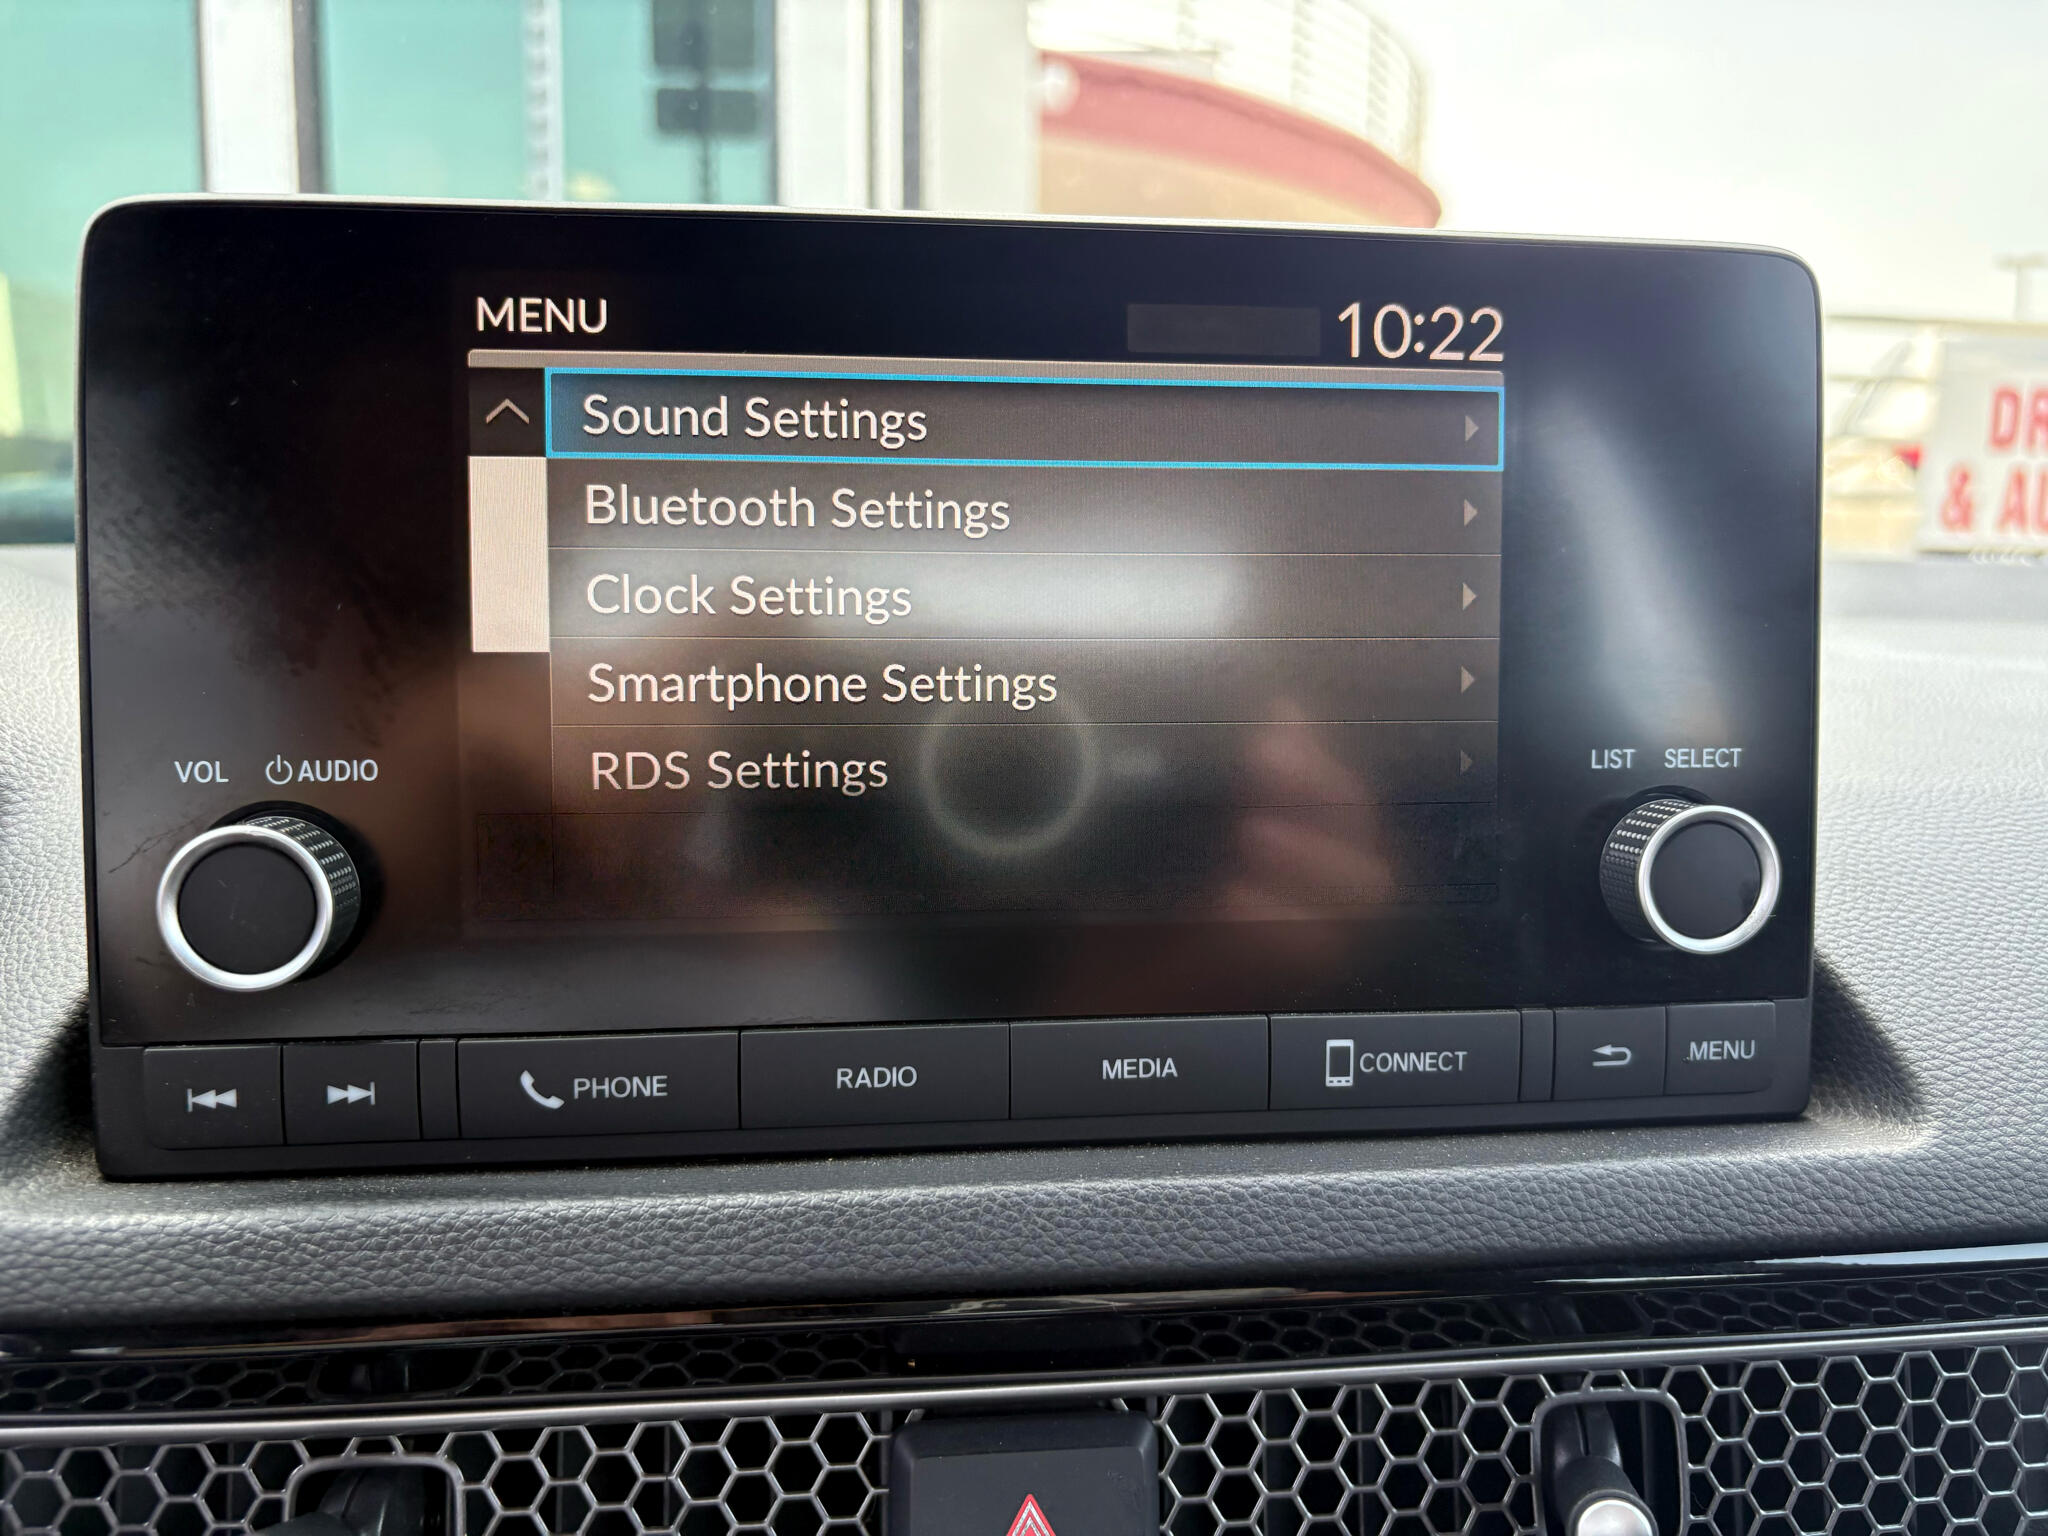 MENU
10:22
Sound Settings
Bluetooth Settings
Clock Settings
Smartphone Settings
RDS Settings
VOL AUDIO
LIST SELECT
PHONE
RADIO
MEDIA
CONNECT
MENU